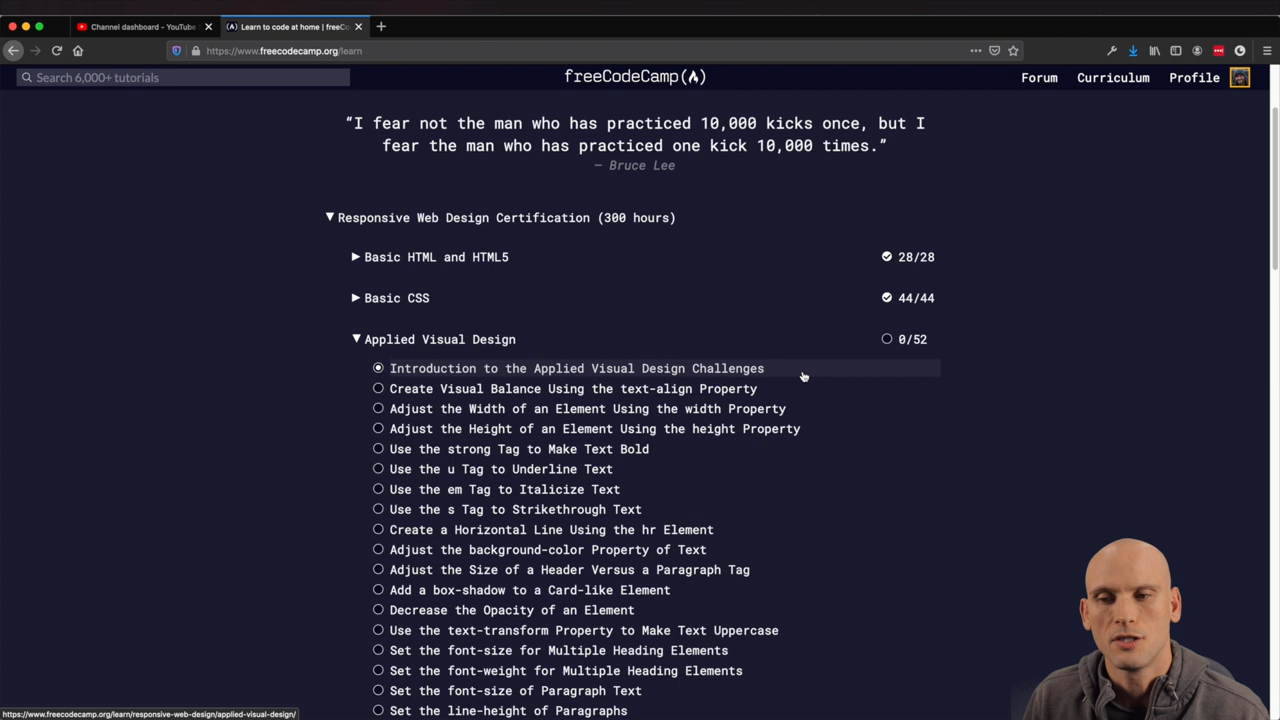 Channel dashboard - YouTube
Learn to code at home | freeCo
https://www.freecodecamp.org/learn
Search 6,000+ tutorials
freeCodeCamp
Forum
Curriculum
Profile
“I fear not the man who has practiced 10,000 kicks once, but I
fear the man who has practiced one kick 10,000 times.”
— Bruce Lee
Responsive Web Design Certification (300 hours)
Basic HTML and HTML5 28/28
Basic CSS 44/44
Applied Visual Design 0/52
Introduction to the Applied Visual Design Challenges
Create Visual Balance Using the text-align Property
Adjust the Width of an Element Using the width Property
Adjust the Height of an Element Using the height Property
Use the strong Tag to Make Text Bold
Use the u Tag to Underline Text
Use the em Tag to Italicize Text
Use the s Tag to Strikethrough Text
Create a Horizontal Line Using the hr Element
Adjust the background-color Property of Text
Adjust the Size of a Header Versus a Paragraph Tag
Add a box-shadow to a Card-like Element
Decrease the Opacity of an Element
Use the text-transform Property to Make Text Uppercase
Set the font-size for Multiple Heading Elements
Set the font-weight for Multiple Heading Elements
Set the font-size of Paragraph Text
Set the line-height of Paragraphs
https://www.freecodecamp.org/learn/responsive-web-design/applied-visual-design/